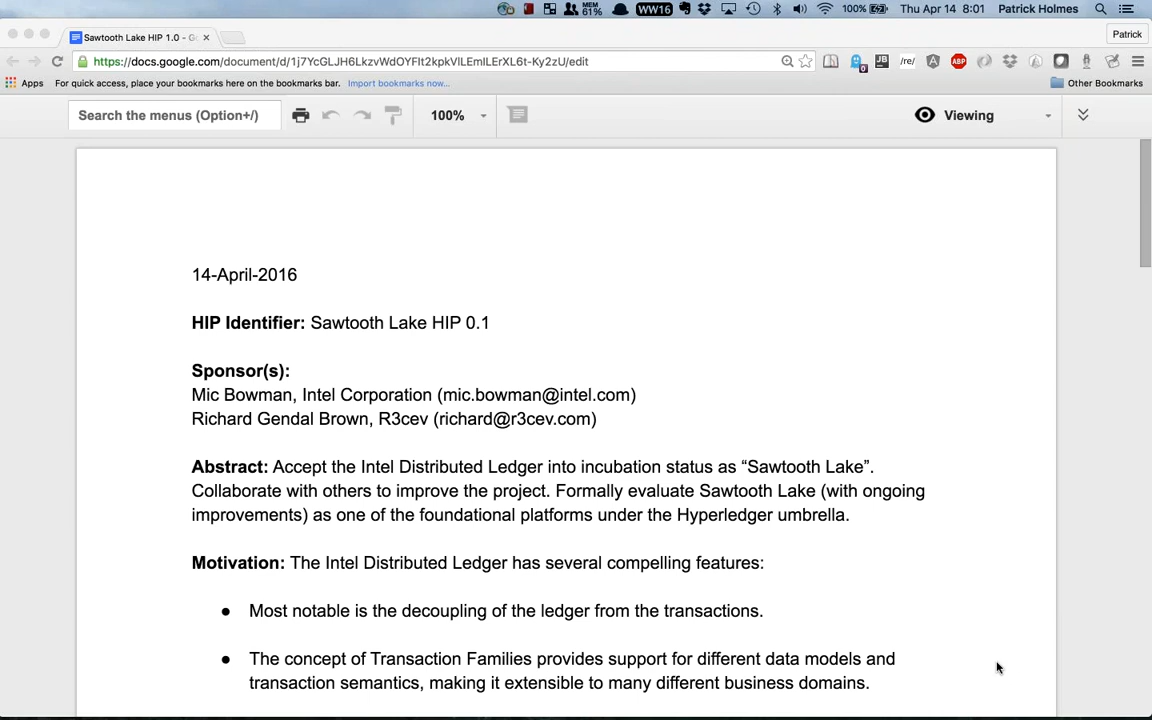 MEM 61% WW16 100% Thu Apr 14 8:01 Patrick Holmes
Sawtooth Lake HIP 1.0 - G Patrick
https://docs.google.com/document/d/1j7YcGLJH6LkzvWdOYFIt2kpkVlLEmlLErXL6t-Ky2zU/edit 0 JB /re/ A ABP
Apps For quick access, place your bookmarks here on the bookmarks bar. Import bookmarks now... Other Bookmarks
Search the menus (Option+/) 100% Viewing
14-April-2016
HIP Identifier: Sawtooth Lake HIP 0.1
Sponsor(s):
Mic Bowman, Intel Corporation (mic.bowman@intel.com)
Richard Gendal Brown, R3cev (richard@r3cev.com)
Abstract: Accept the Intel Distributed Ledger into incubation status as “Sawtooth Lake”.
Collaborate with others to improve the project. Formally evaluate Sawtooth Lake (with ongoing
improvements) as one of the foundational platforms under the Hyperledger umbrella.
Motivation: The Intel Distributed Ledger has several compelling features:
● Most notable is the decoupling of the ledger from the transactions.
● The concept of Transaction Families provides support for different data models and
transaction semantics, making it extensible to many different business domains.